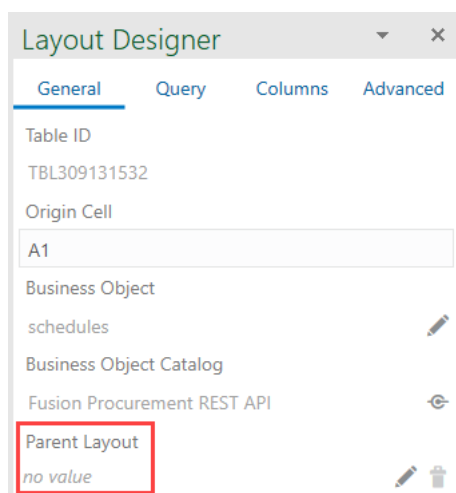 Layout Designer
General Query Columns Advanced
Table ID
TBL309131532
Origin Cell
A1
Business Object
schedules
Business Object Catalog
Fusion Procurement REST API
Parent Layout
no value